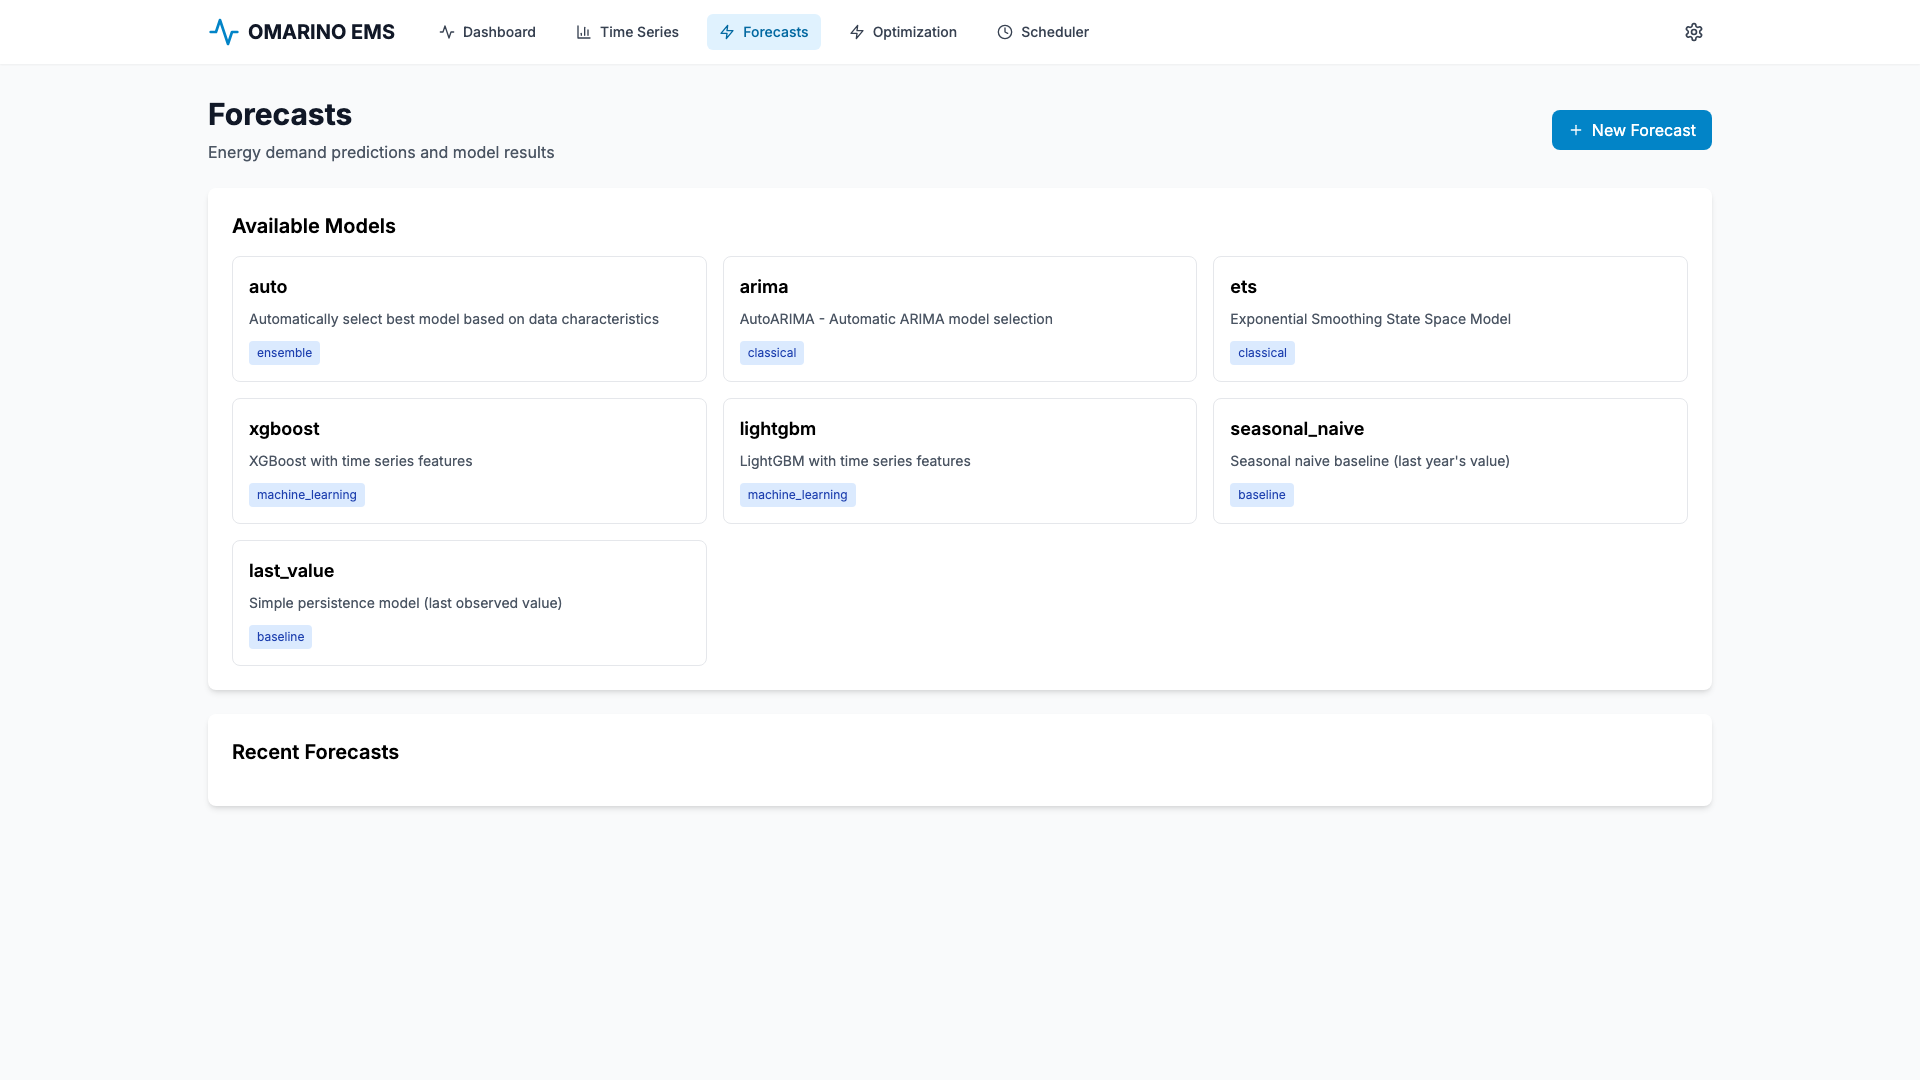 OMARINO EMS
Dashboard
Time Series
Forecasts
Optimization
Scheduler
Forecasts
Energy demand predictions and model results
New Forecast
Available Models
auto
Automatically select best model based on data characteristics
ensemble
arima
AutoARIMA - Automatic ARIMA model selection
classical
ets
Exponential Smoothing State Space Model
classical
xgboost
XGBoost with time series features
machine_learning
lightgbm
LightGBM with time series features
machine_learning
seasonal_naive
Seasonal naive baseline (last year's value)
baseline
last_value
Simple persistence model (last observed value)
baseline
Recent Forecasts